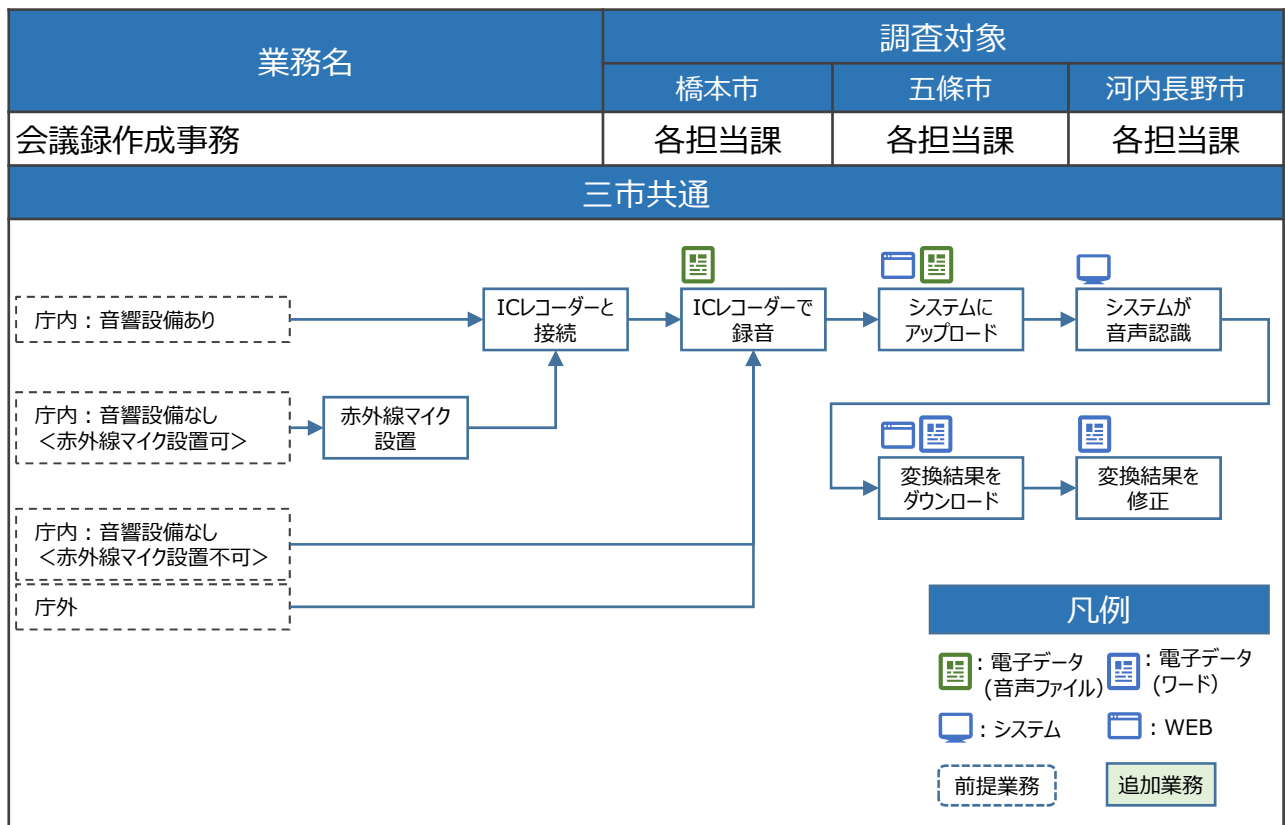 業務名
調査対象
橋本市
五條市
河内長野市
会議録作成事務
各担当課
各担当課
各担当課
三市共通
庁内：音響設備あり
ICレコーダーと
接続
ICレコーダーで
録音
システムに
アップロード
システムが
音声認識
庁内：音響設備なし
＜赤外線マイク設置可＞
赤外線マイク
設置
変換結果を
ダウンロード
変換結果を
修正
庁内：音響設備なし
＜赤外線マイク設置不可＞
庁外
凡例
：電子データ
(音声ファイル)
：電子データ
(ワード)
：システム
：WEB
前提業務
追加業務